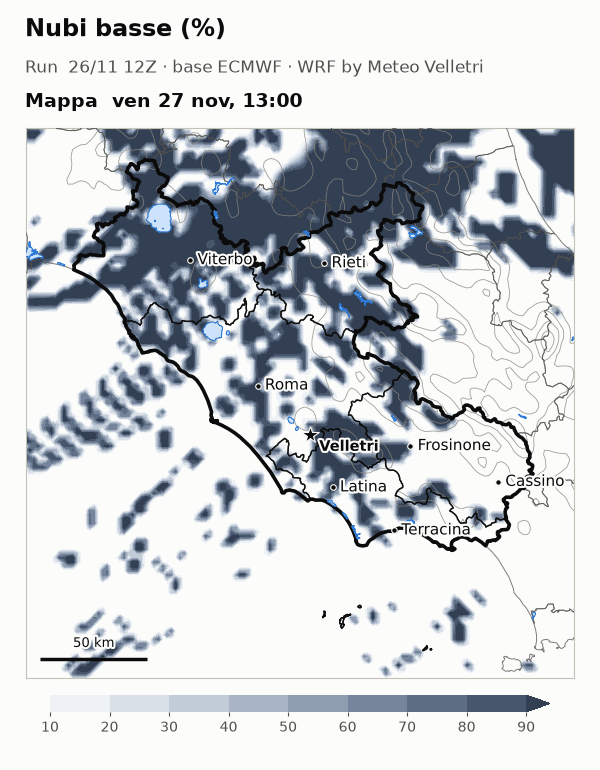 Nubi basse (%)
Run 26/11 12Z · base ECMWF · WRF by Meteo Velletri
Mappa ven 27 nov, 13:00
Viterbo
Rieti
Roma
Velletri
Frosinone
Latina
Cassino
Terracina
50 km
10 20 30 40 50 60 70 80 90